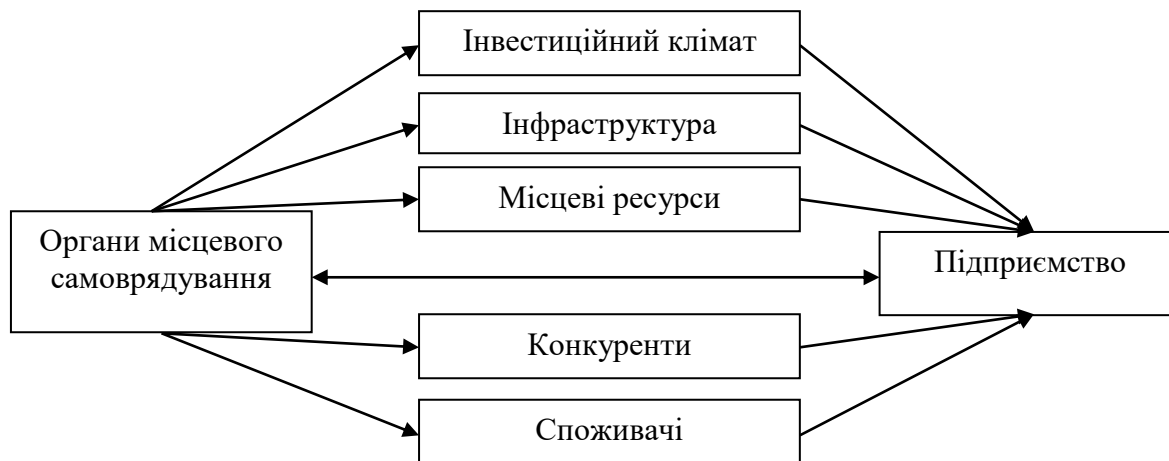 Інвестиційний клімат
Інфраструктура
Місцеві ресурси
Органи місцевого
самоврядування
Підприємство
Конкуренти
Споживачі